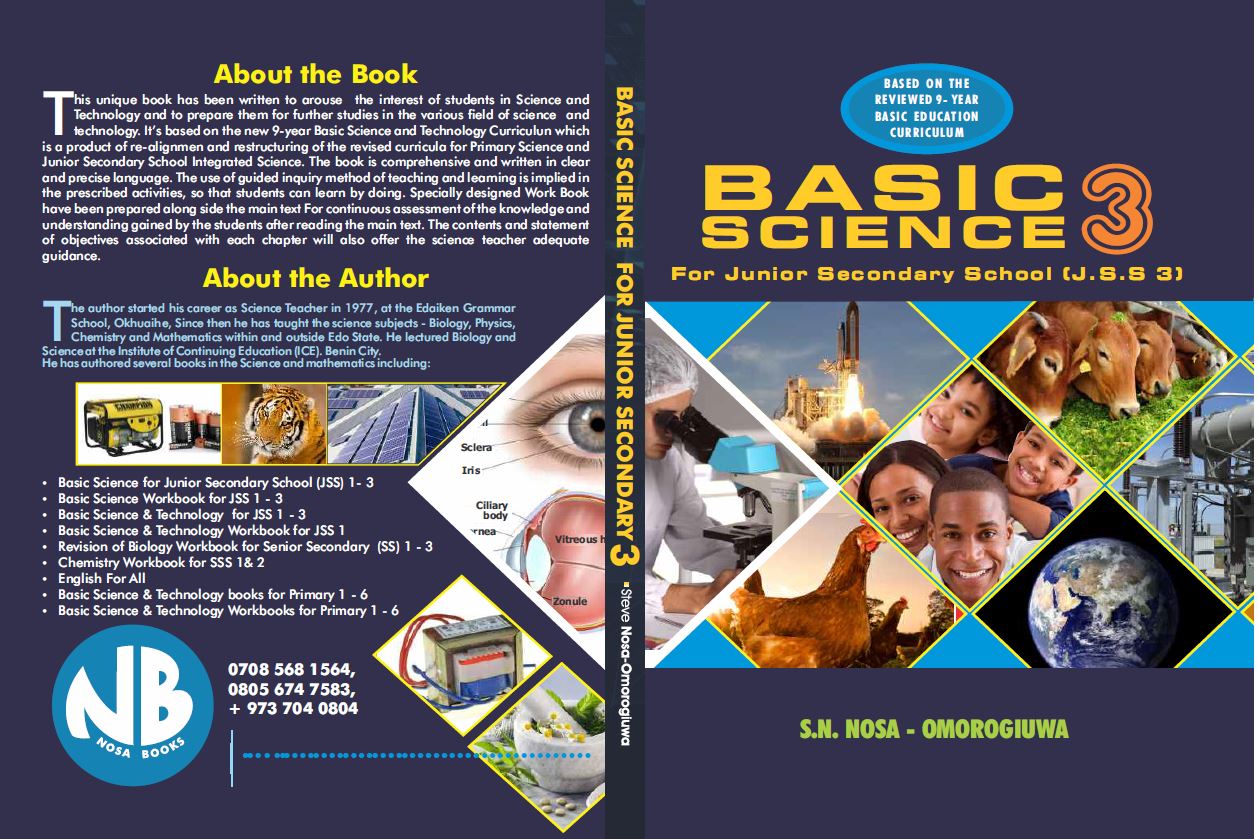 About the Book
This unique book has been written to arouse the interest of students in Science and
Technology and to prepare them for further studies in the various field of science and
technology. It's based on the new 9-year Basic Science and Technology Curriculun which
is a product of re-alignmen and restructuring of the revised curricula for Primary Science and
Junior Secondary School Integrated Science. The book is comprehensive and written in clear
and precise language. The use of guided inquiry method of teaching and learning is implied in
the prescribed activities, so that students can learn by doing. Specially designed Work Book
have been prepared along side the main text For continuous assessment of the knowledge and
understanding gained by the students after reading the main text. The contents and statement
of objectives associated with each chapter will also offer the science teacher adequate
guidance.
About the Author
The author started his career as Science Teacher in 1977, at the Edaiken Grammar
School, Okhuaihe, Since then he has taught the science subjects - Biology, Physics,
Chemistry and Mathematics within and outside Edo State. He lectured Biology and
Science at the Institute of Continuing Education (ICE). Benin City.
He has authored several books in the Science and mathematics including:
CHAMPION
Sclera
Iris
Ciliary
body
rnea
Vitreous h
Zonule
• Basic Science for Junior Secondary School (JSS) 1- 3
• Basic Science Workbook for JSS 1 - 3
• Basic Science & Technology for JSS 1 - 3
• Basic Science & Technology Workbook for JSS 1
• Revision of Biology Workbook for Senior Secondary (SS) 1 - 3
• Chemistry Workbook for SSS 1& 2
• English For All
• Basic Science & Technology books for Primary 1 - 6
• Basic Science & Technology Workbooks for Primary 1 - 6
NB
NOSA BOOKS
0708 568 1564,
0805 674 7583,
+ 973 704 0804
BASIC SCIENCE FOR JUNIOR SECONDARY 3
Steve Nosa-Omorogiuwa
BASED ON THE
REVIEWED 9- YEAR
BASIC EDUCATION
CURRICULUM
BASIC
SCIENCE 3
For Junior Secondary School (J.S.S 3)
S.N. NOSA - OMOROGIUWA